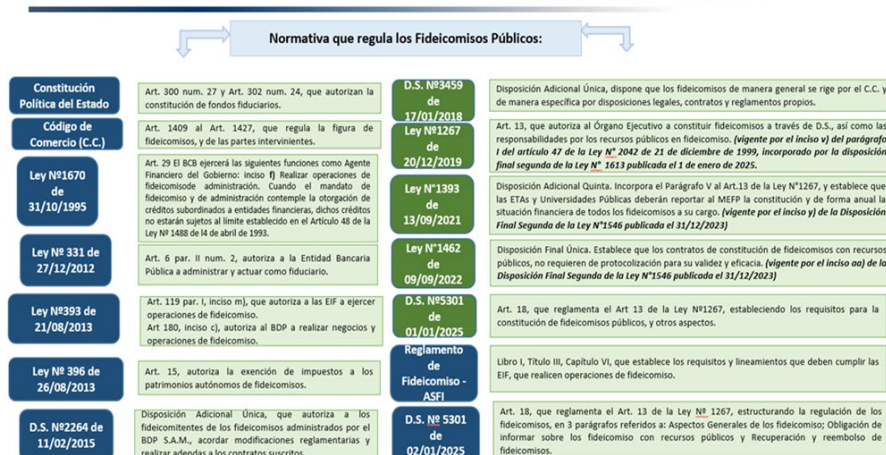 Normativa que regula los Fideicomisos Públicos:
Constitución
Política del Estado
Art. 300 num. 27 y Art. 302 num. 24, que autorizan la
constitución de fondos fiduciarios.
Código de
Comercio (C.C.)
Art. 1409 al Art. 1427, que regula la figura de
fideicomisos, y de las partes intervinientes.
Ley Nº1670
de
31/10/1995
Art. 29 El BCB ejercerá las siguientes funciones como Agente
Financiero del Gobierno: inciso f) Realizar operaciones de
fideicomisode administración. Cuando el mandato de
fideicomiso y de administración contemple la otorgación de
créditos subordinados a entidades financieras, dichos créditos
no estarán sujetos al límite establecido en el Artículo 48 de la
Ley Nº 1488 de l4 de abril de 1993.
Ley Nº 331 de
27/12/2012
Art. 6 par. II num. 2, autoriza a la Entidad Bancaria
Pública a administrar y actuar como fiduciario.
Ley Nº393 de
21/08/2013
Art. 119 par. I, inciso m), que autoriza a las EIF a ejercer
operaciones de fideicomiso.
Art 180, inciso c), autoriza al BDP a realizar negocios y
operaciones de fideicomiso.
Ley Nº 396 de
26/08/2013
Art. 15, autoriza la exención de impuestos a los
patrimonios autónomos de fideicomisos.
D.S. Nº2264 de
11/02/2015
Disposición Adicional Única, que autoriza a los
fideicomitentes de los fideicomisos administrados por el
BDP S.A.M., acordar modificaciones reglamentarias y
realizar adendas a los contratos suscritos.
D.S. Nº3459
de
17/01/2018
Disposición Adicional Única, dispone que los fideicomisos de manera general se rige por el C.C. y
de manera específica por disposiciones legales, contratos y reglamentos propios.
Ley Nº1267
de
20/12/2019
Art. 13, que autoriza al Órgano Ejecutivo a constituir fideicomisos a través de D.S., así como las
responsabilidades por los recursos públicos en fideicomiso. (vigente por el inciso v) del parágrafo
I del artículo 47 de la Ley N° 2042 de 21 de diciembre de 1999, incorporado por la disposición
final segunda de la Ley N° 1613 publicada el 1 de enero de 2025.
Ley N°1393
de
13/09/2021
Disposición Adicional Quinta. Incorpora el Parágrafo V al Art.13 de la Ley N°1267, y establece que
las ETAs y Universidades Públicas deberán reportar al MEFP la constitución y de forma anual la
situación financiera de todos los fideicomisos a su cargo. (vigente por el inciso y) de la Disposición
Final Segunda de la Ley N°1546 publicada el 31/12/2023)
Ley N°1462
de
09/09/2022
Disposición Final Única. Establece que los contratos de constitución de fideicomisos con recursos
públicos, no requieren de protocolización para su validez y eficacia. (vigente por el inciso aa) de la
Disposición Final Segunda de la Ley N°1546 publicada el 31/12/2023)
D.S. Nº5301
de
01/01/2025
Art. 18, que reglamenta el Art 13 de la Ley Nº1267, estableciendo los requisitos para la
constitución de fideicomisos públicos, y otros aspectos.
Reglamento
de
Fideicomiso -
ASFI
Libro I, Título III, Capítulo VI, que establece los requisitos y lineamientos que deben cumplir las
EIF, que realicen operaciones de fideicomiso.
D.S. Nº 5301
de
02/01/2025
Art. 18, que reglamenta el Art. 13 de la Ley Nº 1267, estructurando la regulación de los
fideicomisos, en 3 parágrafos referidos a: Aspectos Generales de los fideicomiso; Obligación de
informar sobre los fideicomiso con recursos públicos y Recuperación y reembolso de
fideicomisos.